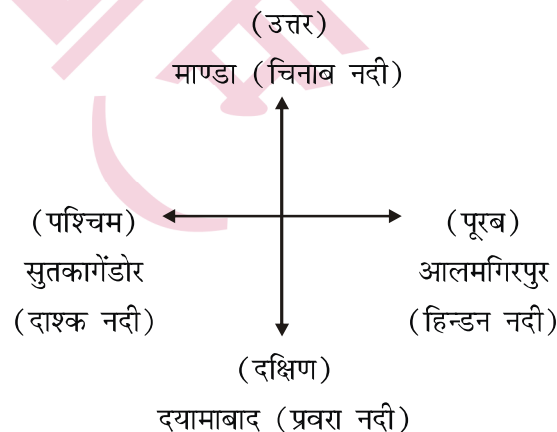 (उत्तर)
माण्डा (चिनाब नदी)
(पश्चिम)
सुतकागेंडोर
(दाश्क नदी)
(पूरब)
आलमगिरपुर
(हिन्डन नदी)
(दक्षिण)
दयामाबाद (प्रवरा नदी)